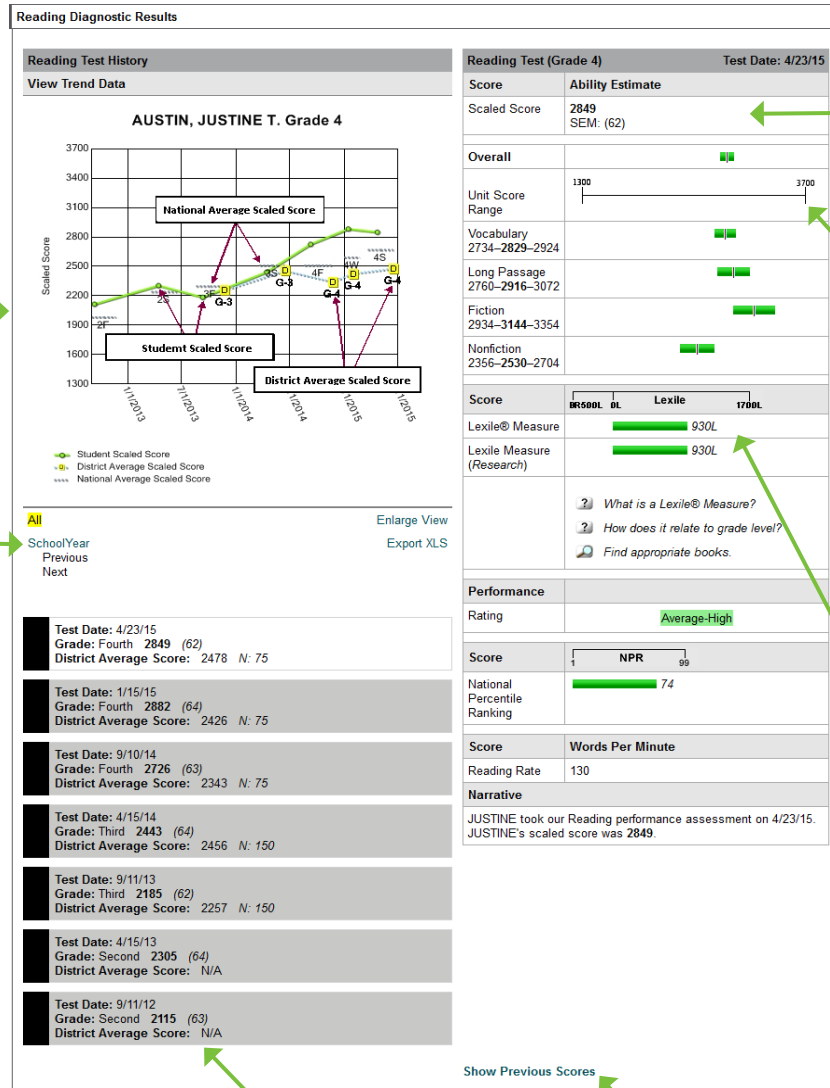 Reading Diagnostic Results
Reading Test History
View Trend Data
AUSTIN, JUSTINE T. Grade 4
3700
3400
3100
2800
2500
2200
1900
1600
1300
Scaled Score
National Average Scaled Score
Studemt Scaled Score
District Average Scaled Score
2F
2S
3F
3S
4F
4W
4S
D
G-3
D
G-3
D
G-4
D
G-4
D
G-4
1/1/2013
7/1/2013
1/1/2014
1/2014
1/2015
1/2015
Student Scaled Score
District Average Scaled Score
National Average Scaled Score
All
Enlarge View
SchoolYear
Export XLS
Previous
Next
Test Date: 4/23/15
Grade: Fourth 2849 (62)
District Average Score: 2478 N: 75
Test Date: 1/15/15
Grade: Fourth 2882 (64)
District Average Score: 2426 N: 75
Test Date: 9/10/14
Grade: Fourth 2726 (63)
District Average Score: 2343 N: 75
Test Date: 4/15/14
Grade: Third 2443 (64)
District Average Score: 2456 N: 150
Test Date: 9/11/13
Grade: Third 2185 (62)
District Average Score: 2257 N: 150
Test Date: 4/15/13
Grade: Second 2305 (64)
District Average Score: N/A
Test Date: 9/11/12
Grade: Second 2115 (63)
District Average Score: N/A
Reading Test (Grade 4) Test Date: 4/23/15
Score Ability Estimate
Scaled Score 2849
SEM: (62)
Overall
1300 3700
Unit Score
Range
Vocabulary
2734–2829–2924
Long Passage
2760–2916–3072
Fiction
2934–3144–3354
Nonfiction
2356–2530–2704
Score BR500L 0L Lexile 1700L
Lexile® Measure 930L
Lexile Measure 930L
(Research)
? What is a Lexile® Measure?
? How does it relate to grade level?
Find appropriate books.
Performance
Rating Average-High
Score 1 NPR 99
National 74
Percentile
Ranking
Score Words Per Minute
Reading Rate 130
Narrative
JUSTINE took our Reading performance assessment on 4/23/15.
JUSTINE's scaled score was 2849.
Show Previous Scores